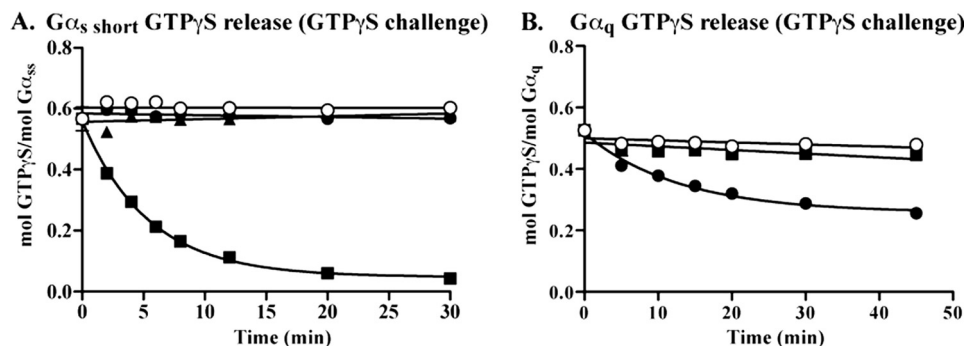 A. Gαs short GTPγS release (GTPγS challenge)
mol GTPγS/mol Gαss
0.8
0.6
0.4
0.2
0.0
0 5 10 15 20 25 30
Time (min)
B. Gαq GTPγS release (GTPγS challenge)
mol GTPγS/mol Gαq
0.8
0.6
0.4
0.2
0.0
0 10 20 30 40 50
Time (min)